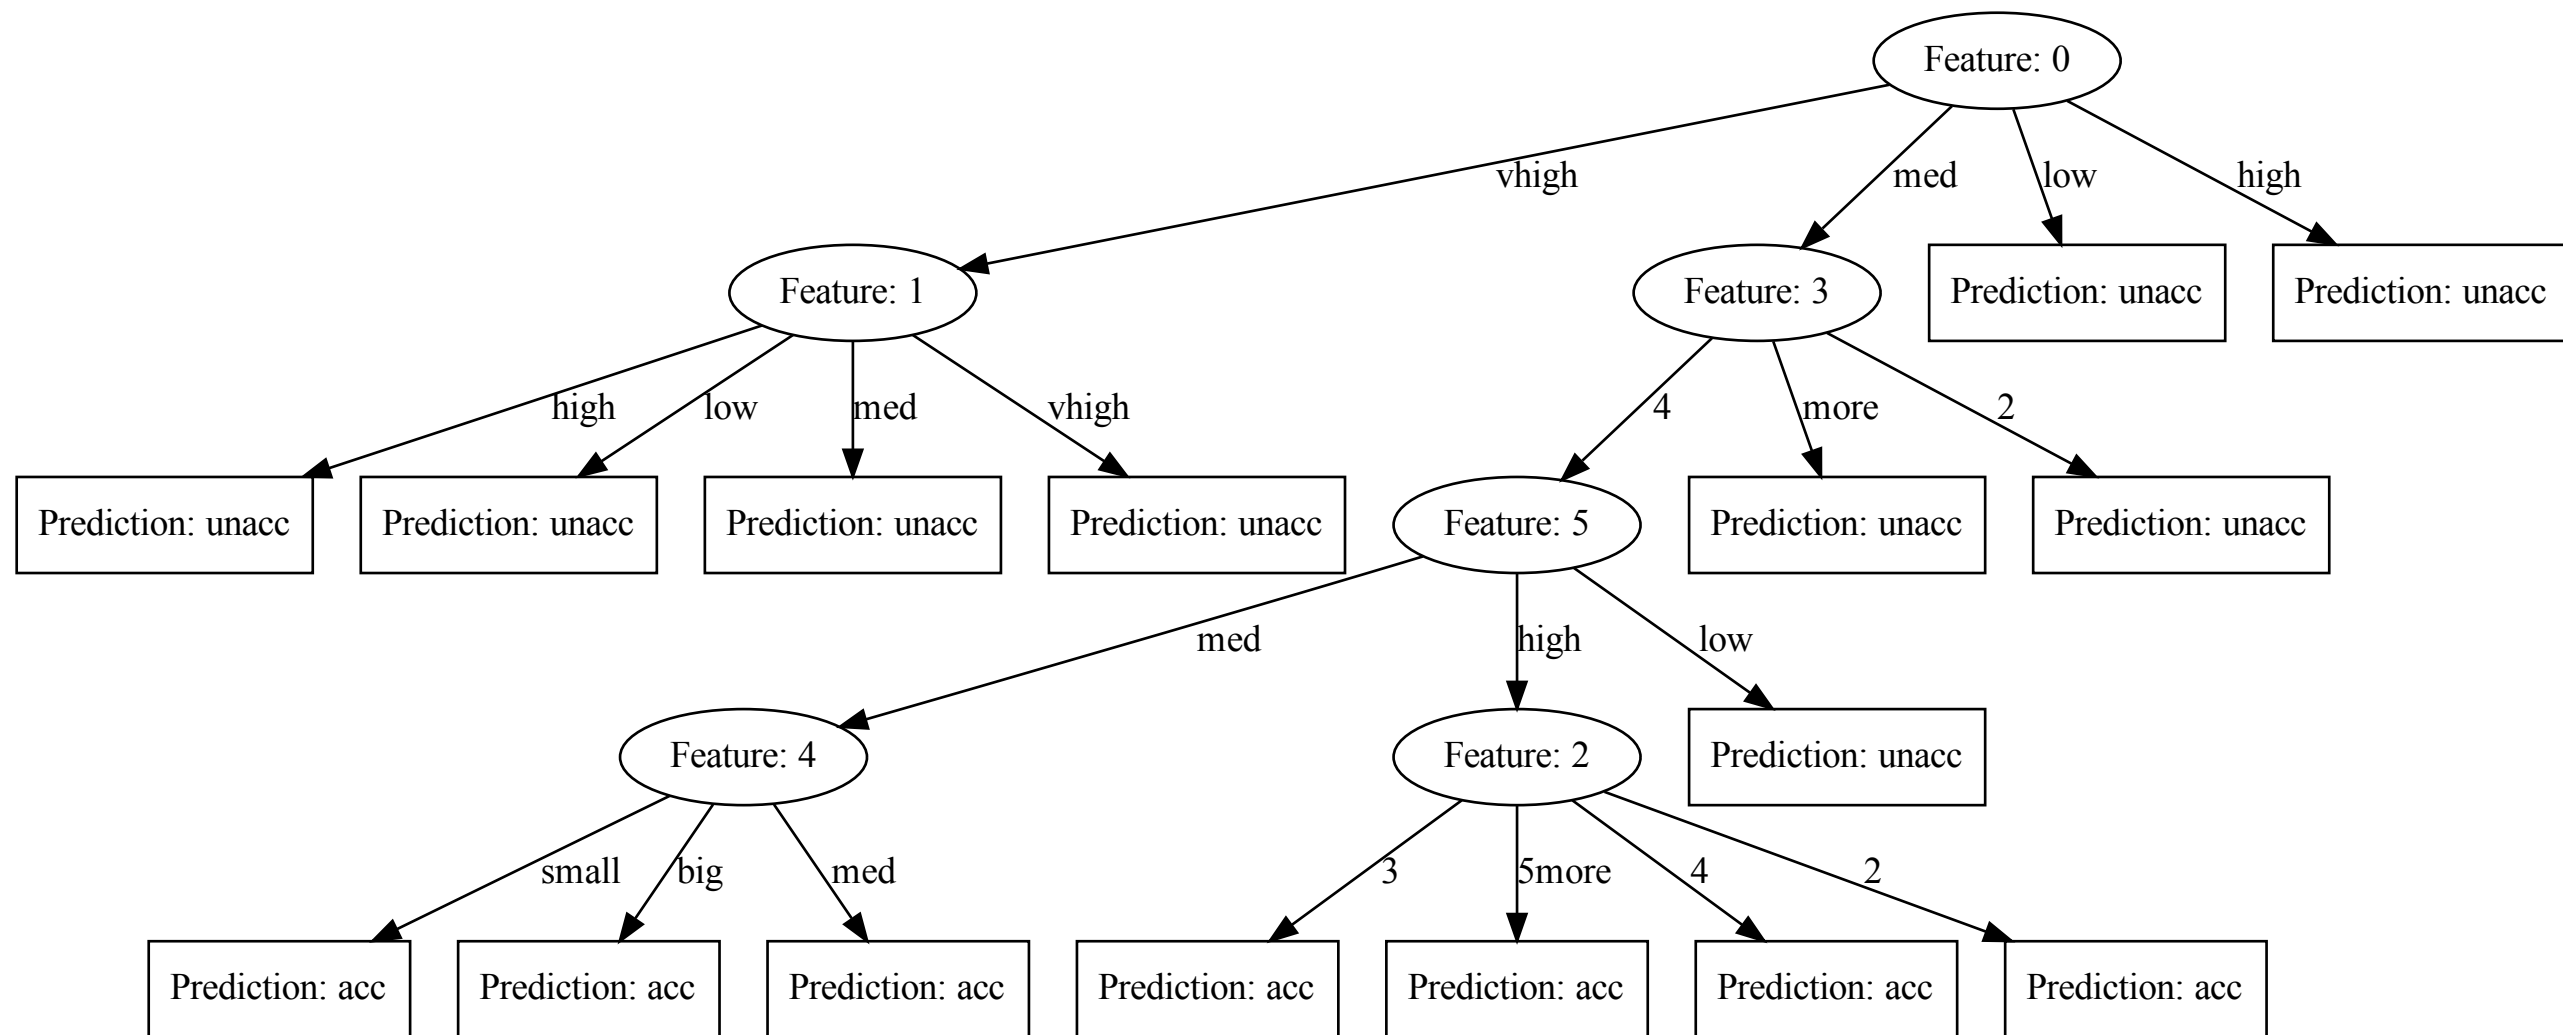 Feature: 0
vhigh
med
low
high
Feature: 1
Feature: 3
Prediction: unacc
Prediction: unacc
high
low
med
vhigh
4
more
2
Prediction: unacc
Prediction: unacc
Prediction: unacc
Prediction: unacc
Feature: 5
Prediction: unacc
Prediction: unacc
med
high
low
Feature: 4
Feature: 2
Prediction: unacc
small
big
med
3
5more
4
2
Prediction: acc
Prediction: acc
Prediction: acc
Prediction: acc
Prediction: acc
Prediction: acc
Prediction: acc